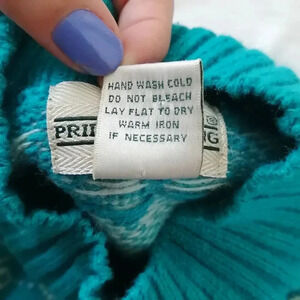 HAND WASH COLD
DO NOT BLEACH
LAY FLAT TO DRY
WARM IRON
IF NECESSARY